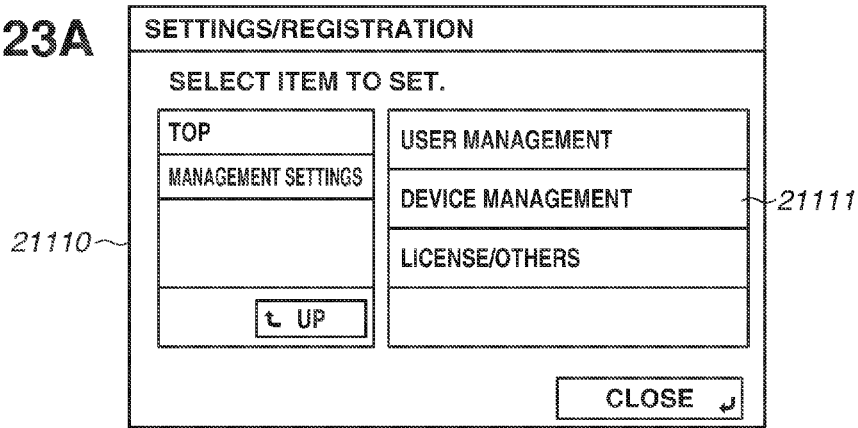 23A
SETTINGS/REGISTRATION
SELECT ITEM TO SET.
TOP
MANAGEMENT SETTINGS
UP
USER MANAGEMENT
DEVICE MANAGEMENT
LICENSE/OTHERS
CLOSE
21110
21111